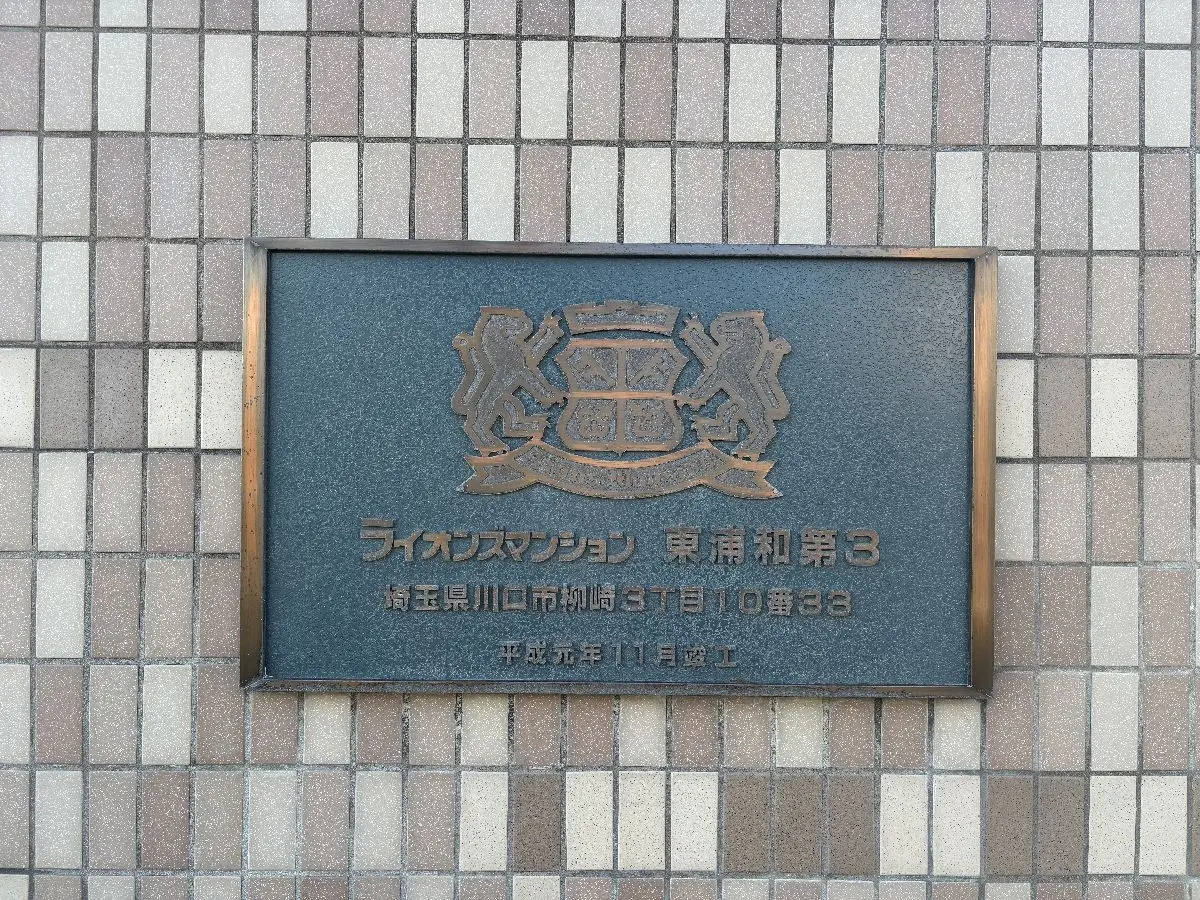 ライオンズマンション 東浦和第3
埼玉県川口市柳崎3丁目10番33
平成元年11月竣工